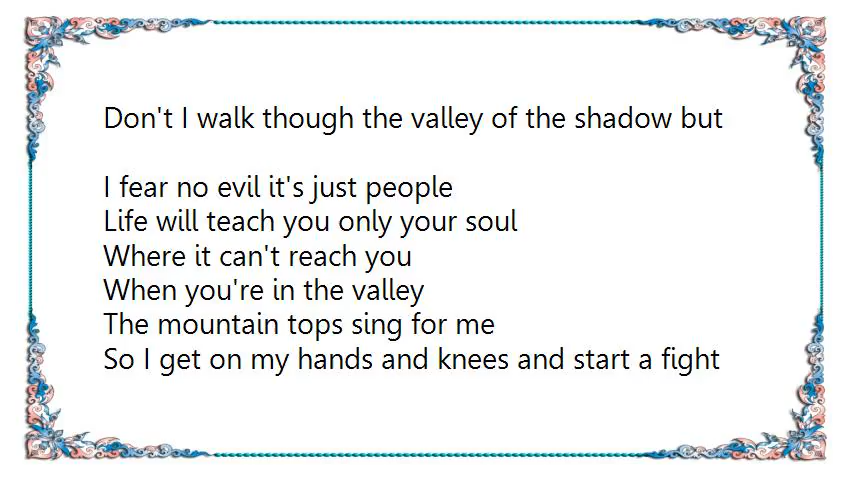 Don't I walk though the valley of the shadow but
I fear no evil it's just people
Life will teach you only your soul
Where it can't reach you
When you're in the valley
The mountain tops sing for me
So I get on my hands and knees and start a fight